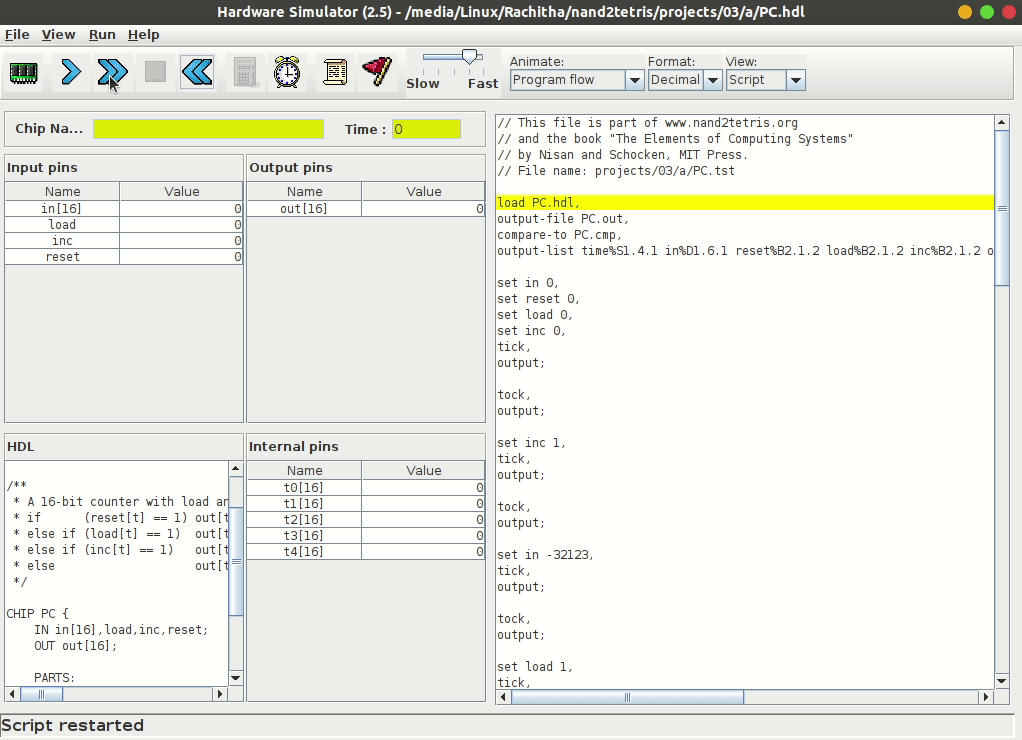 Hardware Simulator (2.5) - /media/Linux/Rachitha/nand2tetris/projects/03/a/PC.hdl
File View Run Help
Slow Fast
Animate: Format: View:
Program flow Decimal Script
Chip Na... Time : 0
Input pins
Name Value
in[16] 0
load 0
inc 0
reset 0
Output pins
Name Value
out[16] 0
HDL
/**
* A 16-bit counter with load an
* if (reset[t] == 1) out[t
* else if (load[t] == 1) out[t
* else if (inc[t] == 1) out[t
* else out[t
*/
CHIP PC {
IN in[16],load,inc,reset;
OUT out[16];
PARTS:
Internal pins
Name Value
t0[16] 0
t1[16] 0
t2[16] 0
t3[16] 0
t4[16] 0
// This file is part of www.nand2tetris.org
// and the book "The Elements of Computing Systems"
// by Nisan and Schocken, MIT Press.
// File name: projects/03/a/PC.tst
load PC.hdl,
output-file PC.out,
compare-to PC.cmp,
output-list time%S1.4.1 in%D1.6.1 reset%B2.1.2 load%B2.1.2 inc%B2.1.2 o
set in 0,
set reset 0,
set load 0,
set inc 0,
tick,
output;
tock,
output;
set inc 1,
tick,
output;
tock,
output;
set in -32123,
tick,
output;
tock,
output;
set load 1,
tick,
Script restarted